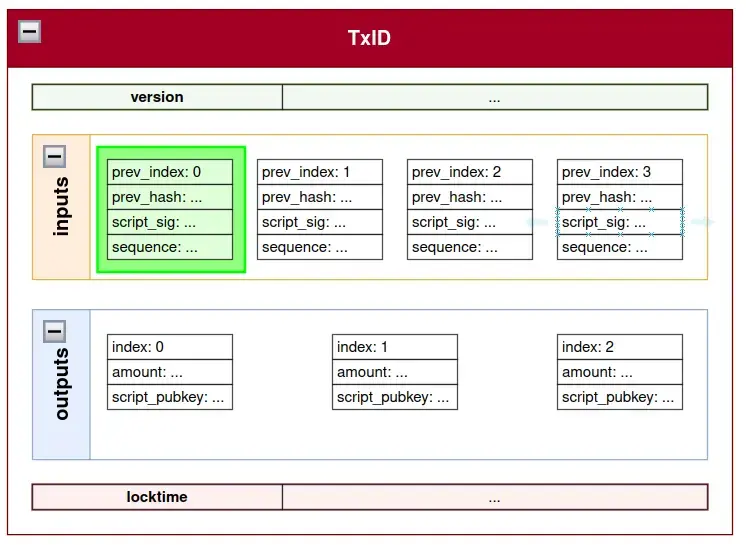 TxID
version ...
inputs
prev_index: 0
prev_hash: ...
script_sig: ...
sequence: ...
prev_index: 1
prev_hash: ...
script_sig: ...
sequence: ...
prev_index: 2
prev_hash: ...
script_sig: ...
sequence: ...
prev_index: 3
prev_hash: ...
script_sig: ...
sequence: ...
outputs
index: 0
amount: ...
script_pubkey: ...
index: 1
amount: ...
script_pubkey: ...
index: 2
amount: ...
script_pubkey: ...
locktime ...